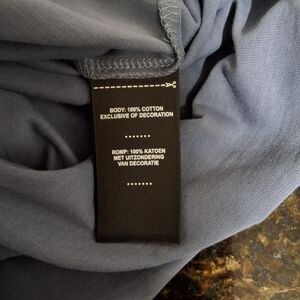 BODY: 100% COTTON
EXCLUSIVE OF DECORATION
ROMP: 100% KATOEN
MET UITZONDERING
VAN DECORATIE